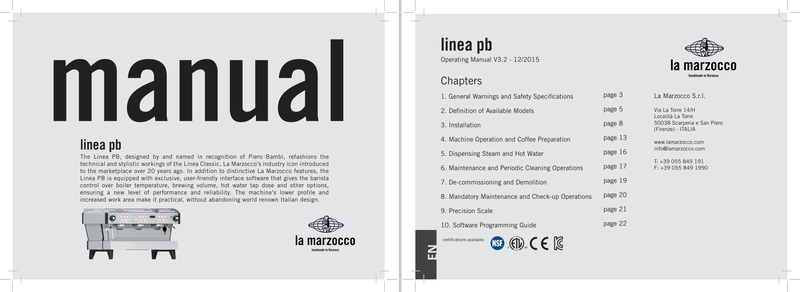 manual
linea pb
The Linea PB, designed by and named in recognition of Piero Bambi, refashions the
technical and stylistic workings of the Linea Classic, La Marzocco's industry icon introduced
to the marketplace over 20 years ago. In addition to distinctive La Marzocco features, the
Linea PB is equipped with exclusive, user-friendly interface software that gives the barista
control over boiler temperature, brewing volume, hot water tap dose and other options,
ensuring a new level of performance and reliability. The machine's lower profile and
increased work area make it practical, without abandoning world renown Italian design.
la marzocco
handmade in florence
linea pb
Operating Manual V3.2 - 12/2015
Chapters
1. General Warnings and Safety Specifications page 3
2. Definition of Available Models page 5
3. Installation page 8
4. Machine Operation and Coffee Preparation page 13
5. Dispensing Steam and Hot Water page 16
6. Maintenance and Periodic Cleaning Operations page 17
7. De-commissioning and Demolition page 19
8. Mandatory Maintenance and Check-up Operations page 20
9. Precision Scale page 21
10. Software Programming Guide page 22
EN
certifications available:
NSF
ETL
CE
la marzocco
handmade in florence
La Marzocco S.r.l.
Via La Torre 14/H
Località La Torre
50038 Scarperia e San Piero
(Firenze) - ITALIA
www.lamarzocco.com
info@lamarzocco.com
T: +39 055 849 191
F: +39 055 849 1990